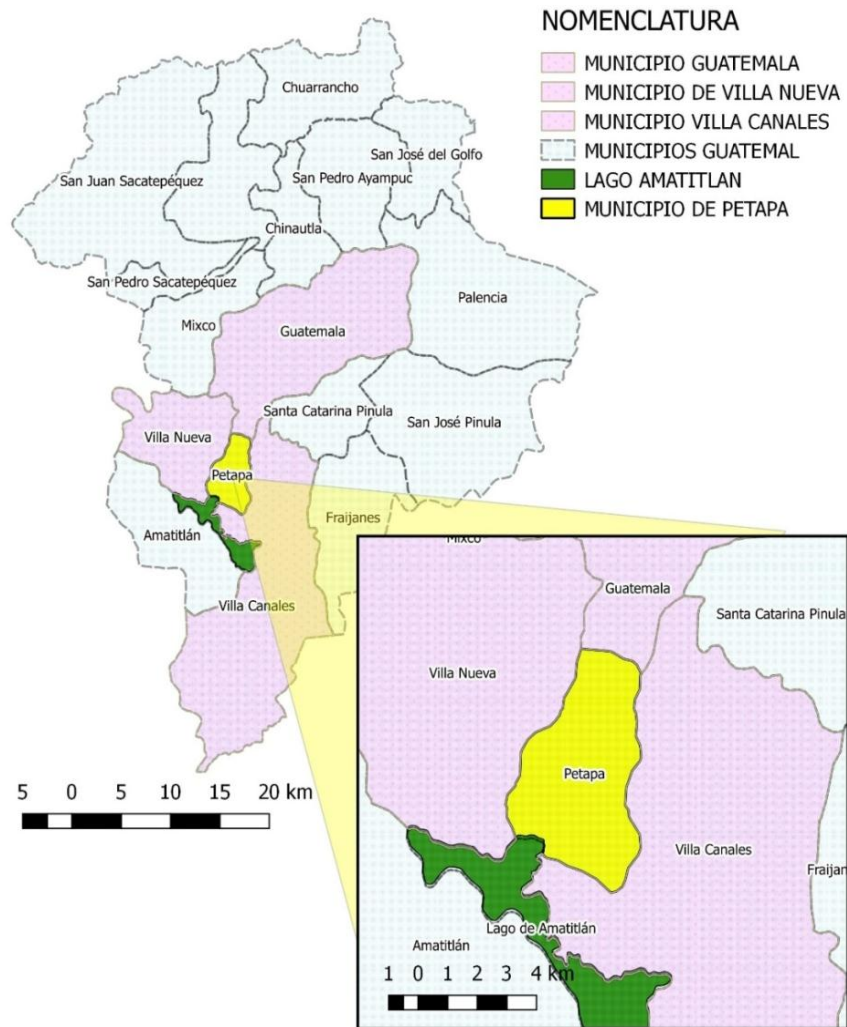 NOMENCLATURA
MUNICIPIO GUATEMALA
MUNICIPIO DE VILLA NUEVA
MUNICIPIO VILLA CANALES
MUNICIPIOS GUATEMAL
LAGO AMATITLAN
MUNICIPIO DE PETAPA
Chuarrancho
San José del Golfo
San Juan Sacatepéquez
San Pedro Ayampuc
Chinautla
San Pedro Sacatepéquez
Palencia
Mixco
Guatemala
Santa Catarina Pinula
San José Pinula
Villa Nueva
Petapa
Fraijanes
Amatitlán
Villa Canales
5 0 5 10 15 20 km
Mixco
Guatemala
Santa Catarina Pinula
Villa Nueva
Petapa
Villa Canales
Fraijan
Lago de Amatitlán
Amatitlán
1 0 1 2 3 4 km